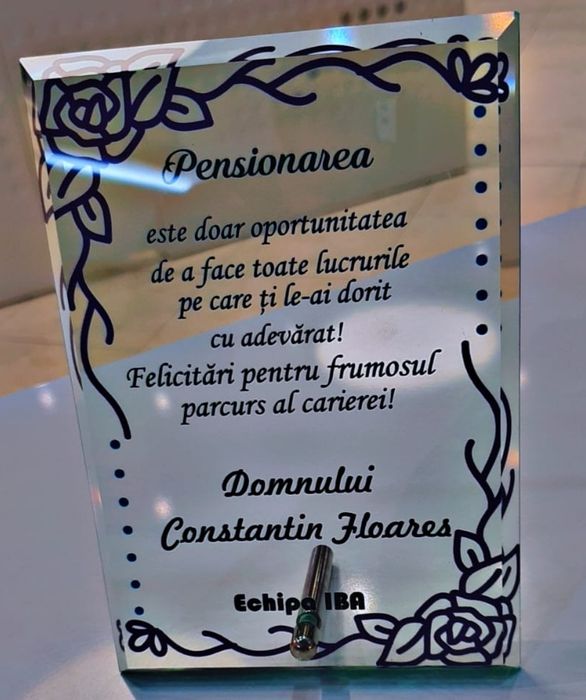 Pensionarea
este doar oportunitatea
de a face toate lucrurile
pe care ți le-ai dorit
cu adevărat!
Felicitări pentru frumosul
parcurs al carierei!
Domnului
Constantin Floares
Echipa IBA